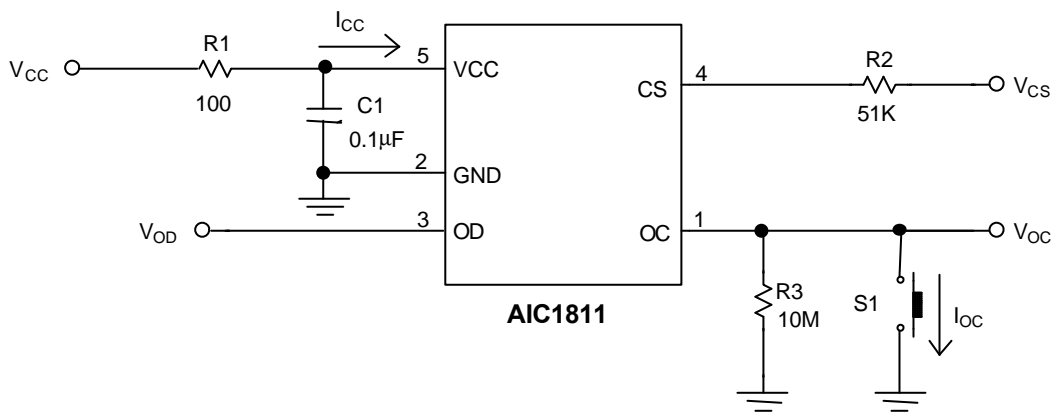 I_CC
R1
5
V_CC
VCC
100
C1
0.1µF
2
GND
V_OD
3
OD
CS
4
R2
51K
V_CS
OC
1
V_OC
R3
10M
S1
I_OC
AIC1811